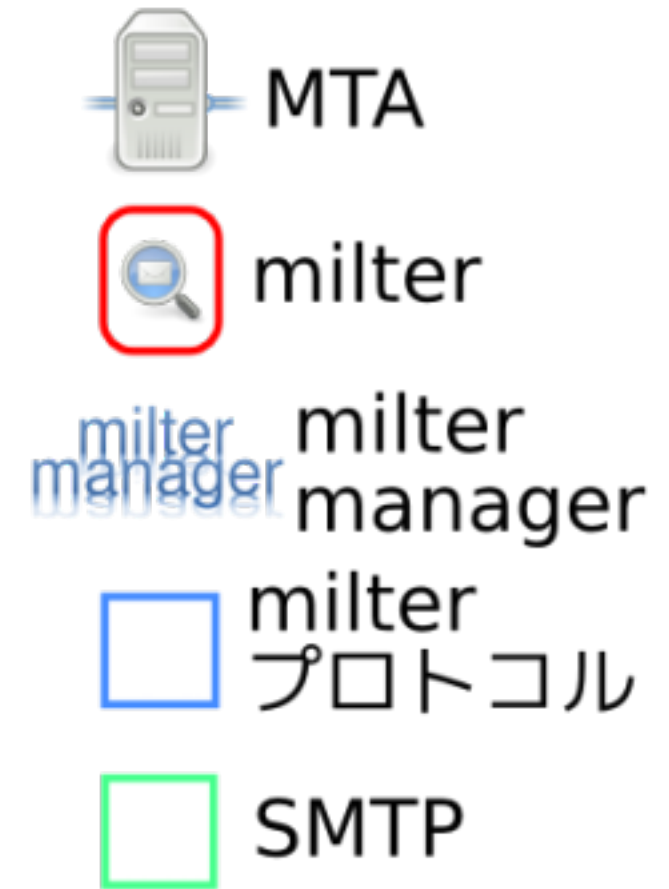 MTA
milter
milter
manager
milter
manager
milter
プロトコル
SMTP